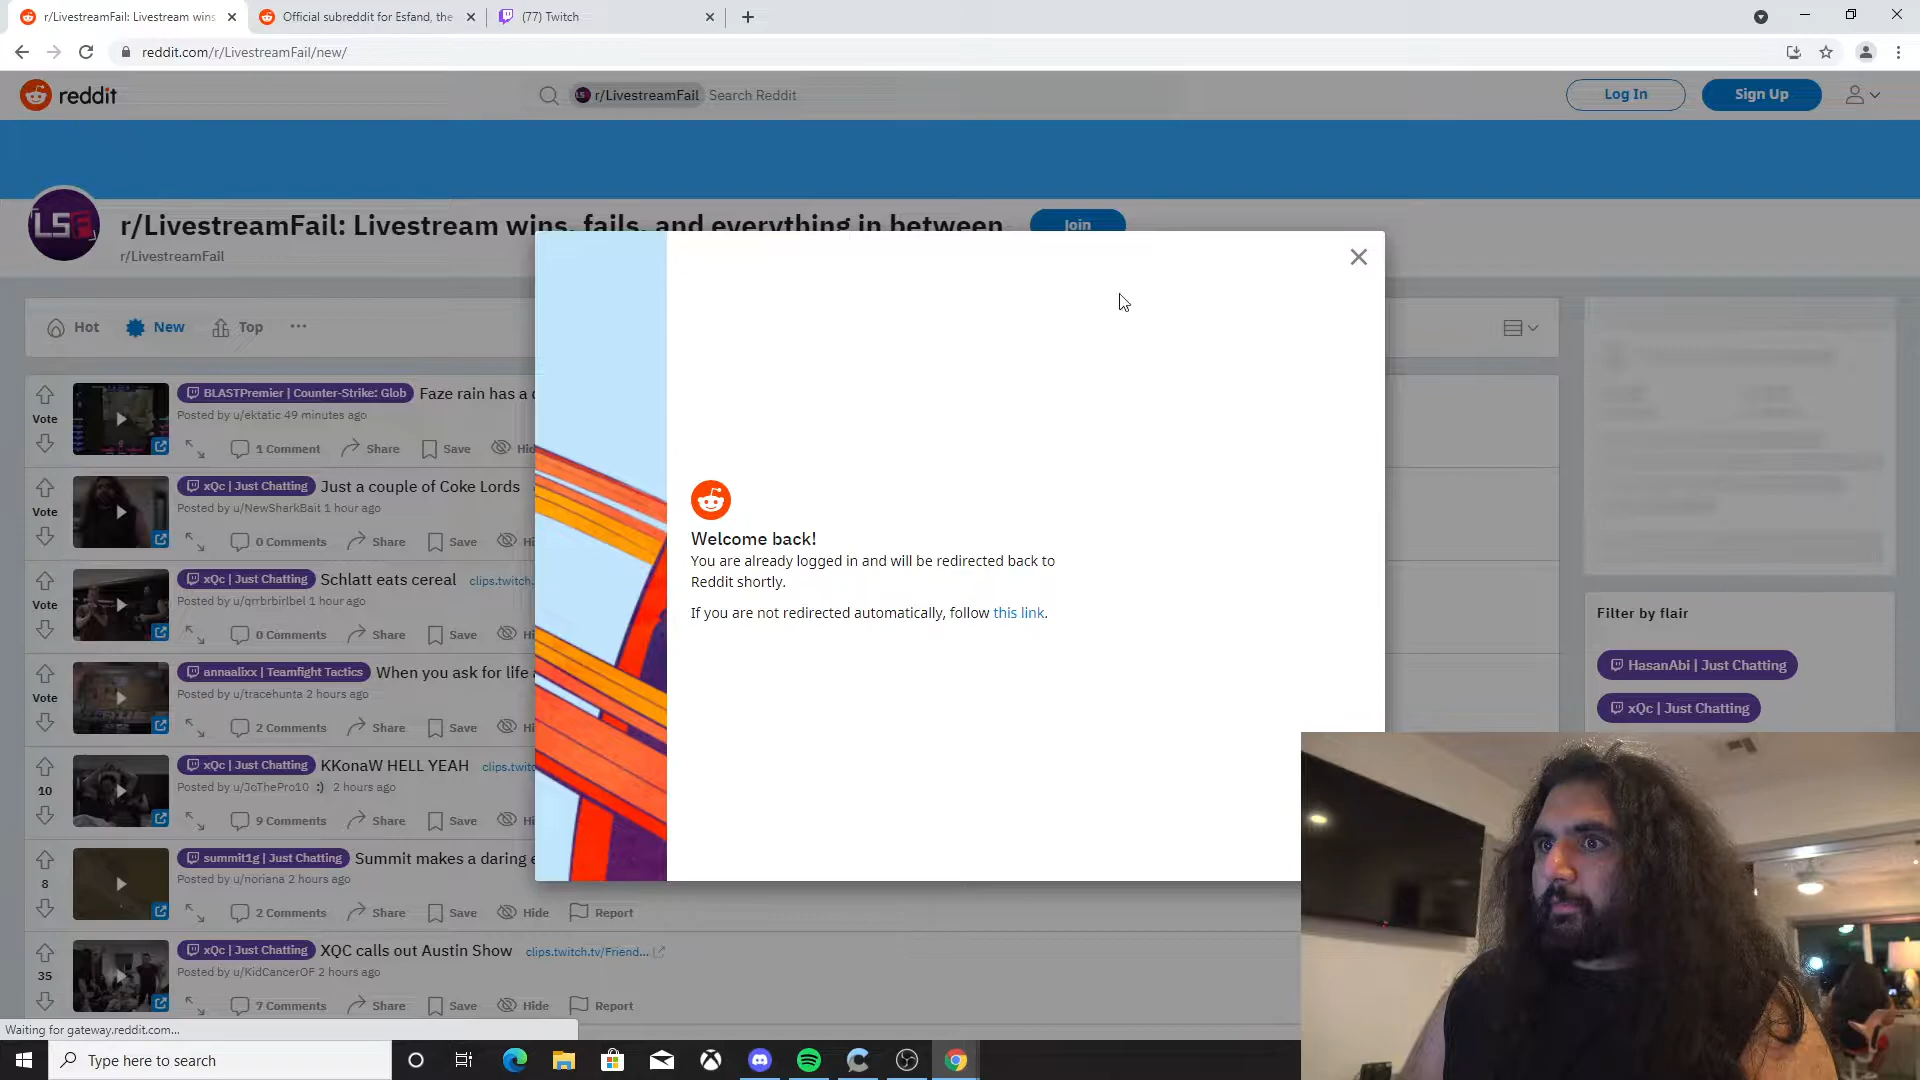 r/LivestreamFail: Livestream wins
Official subreddit for Esfand, the
(77) Twitch
reddit.com/r/LivestreamFail/new/
reddit
r/LivestreamFail
Search Reddit
Log In
Sign Up
LSF
r/LivestreamFail: Livestream wins, fails, and everything in between
Join
r/LivestreamFail
Hot
New
Top
BLASTPremier | Counter-Strike: Glob
Faze rain has a
Posted by u/ektatic 49 minutes ago
Vote
1 Comment
Share
Save
xQc | Just Chatting
Just a couple of Coke Lords
Posted by u/NewSharkBait 1 hour ago
Vote
0 Comments
Share
Save
xQc | Just Chatting
Schlatt eats cereal
clips.twitch.
Posted by u/qrrbrbirlbel 1 hour ago
Vote
0 Comments
Share
Save
annaalixx | Teamfight Tactics
When you ask for life
Posted by u/tracehunta 2 hours ago
Vote
2 Comments
Share
Save
xQc | Just Chatting
KKonaW HELL YEAH
clips.twitc
Posted by u/JoThePro10 :) 2 hours ago
10
9 Comments
Share
Save
summit1g | Just Chatting
Summit makes a daring
Posted by u/noriana 2 hours ago
8
2 Comments
Share
Save
Hide
Report
xQc | Just Chatting
XQC calls out Austin Show
clips.twitch.tv/Friend...
Posted by u/KidCancerOF 2 hours ago
35
7 Comments
Share
Save
Hide
Report
Welcome back!
You are already logged in and will be redirected back to
Reddit shortly.
If you are not redirected automatically, follow this link.
Filter by flair
HasanAbi | Just Chatting
xQc | Just Chatting
Waiting for gateway.reddit.com...
Type here to search